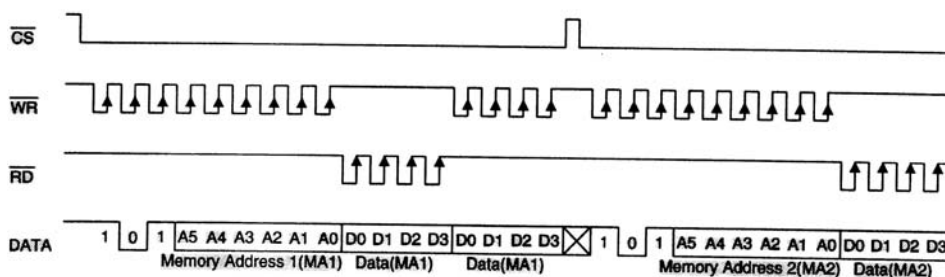 CS
WR
RD
DATA 1 0 1 A5 A4 A3 A2 A1 A0 D0 D1 D2 D3 D0 D1 D2 D3 1 0 1 A5 A4 A3 A2 A1 A0 D0 D1 D2 D3
Memory Address 1(MA1) Data(MA1) Data(MA1) Memory Address 2(MA2) Data(MA2)